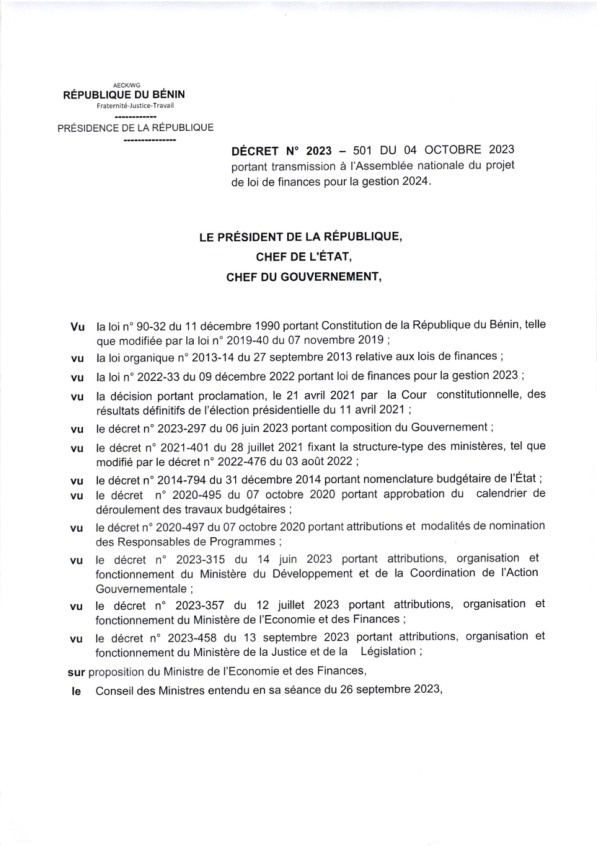 AECK/WG
RÉPUBLIQUE DU BÉNIN
Fraternité-Justice-Travail
------------
PRÉSIDENCE DE LA RÉPUBLIQUE
---------------
DÉCRET N° 2023 – 501 DU 04 OCTOBRE 2023
portant transmission à l'Assemblée nationale du projet
de loi de finances pour la gestion 2024.
LE PRÉSIDENT DE LA RÉPUBLIQUE,
CHEF DE L'ÉTAT,
CHEF DU GOUVERNEMENT,
Vu la loi n° 90-32 du 11 décembre 1990 portant Constitution de la République du Bénin, telle
que modifiée par la loi n° 2019-40 du 07 novembre 2019 ;
vu la loi organique n° 2013-14 du 27 septembre 2013 relative aux lois de finances ;
vu la loi n° 2022-33 du 09 décembre 2022 portant loi de finances pour la gestion 2023 ;
vu la décision portant proclamation, le 21 avril 2021 par la Cour constitutionnelle, des
résultats définitifs de l'élection présidentielle du 11 avril 2021 ;
vu le décret n° 2023-297 du 06 juin 2023 portant composition du Gouvernement ;
vu le décret n° 2021-401 du 28 juillet 2021 fixant la structure-type des ministères, tel que
modifié par le décret n° 2022-476 du 03 août 2022 ;
vu le décret n° 2014-794 du 31 décembre 2014 portant nomenclature budgétaire de l'État ;
vu le décret n° 2020-495 du 07 octobre 2020 portant approbation du calendrier de
déroulement des travaux budgétaires ;
vu le décret n° 2020-497 du 07 octobre 2020 portant attributions et modalités de nomination
des Responsables de Programmes ;
vu le décret n° 2023-315 du 14 juin 2023 portant attributions, organisation et
fonctionnement du Ministère du Développement et de la Coordination de l'Action
Gouvernementale ;
vu le décret n° 2023-357 du 12 juillet 2023 portant attributions, organisation et
fonctionnement du Ministère de l'Economie et des Finances ;
vu le décret n° 2023-458 du 13 septembre 2023 portant attributions, organisation et
fonctionnement du Ministère de la Justice et de la Législation ;
sur proposition du Ministre de l'Economie et des Finances,
le Conseil des Ministres entendu en sa séance du 26 septembre 2023,